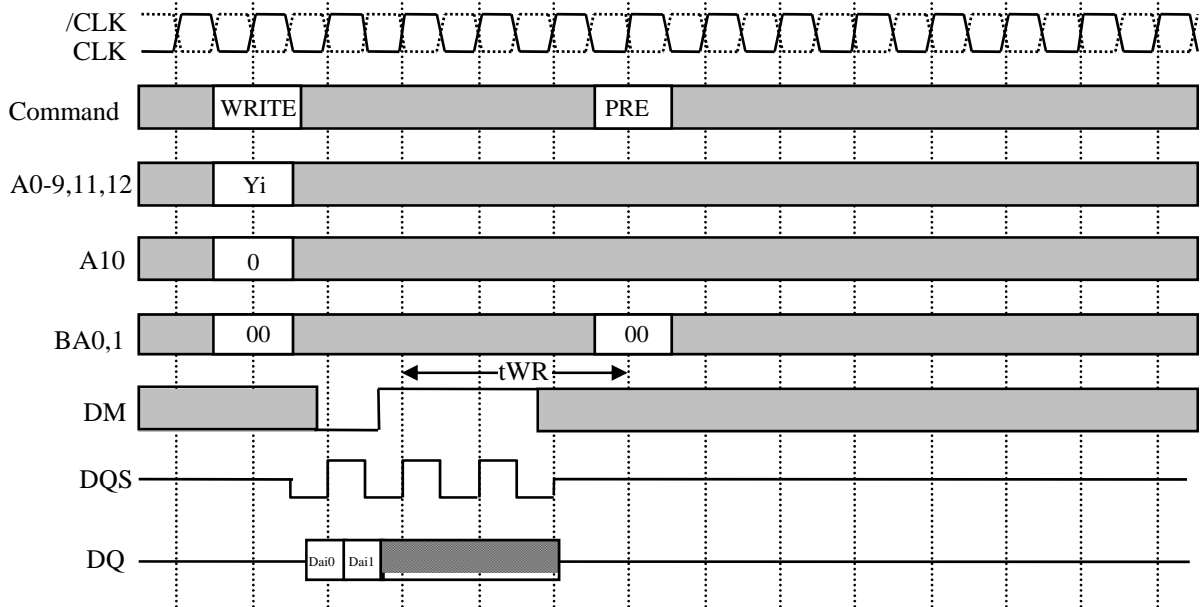 /CLK
CLK
Command WRITE PRE
A0-9,11,12 Yi
A10 0
BA0,1 00 00
tWR
DM
DQS
DQ Dai0 Dai1